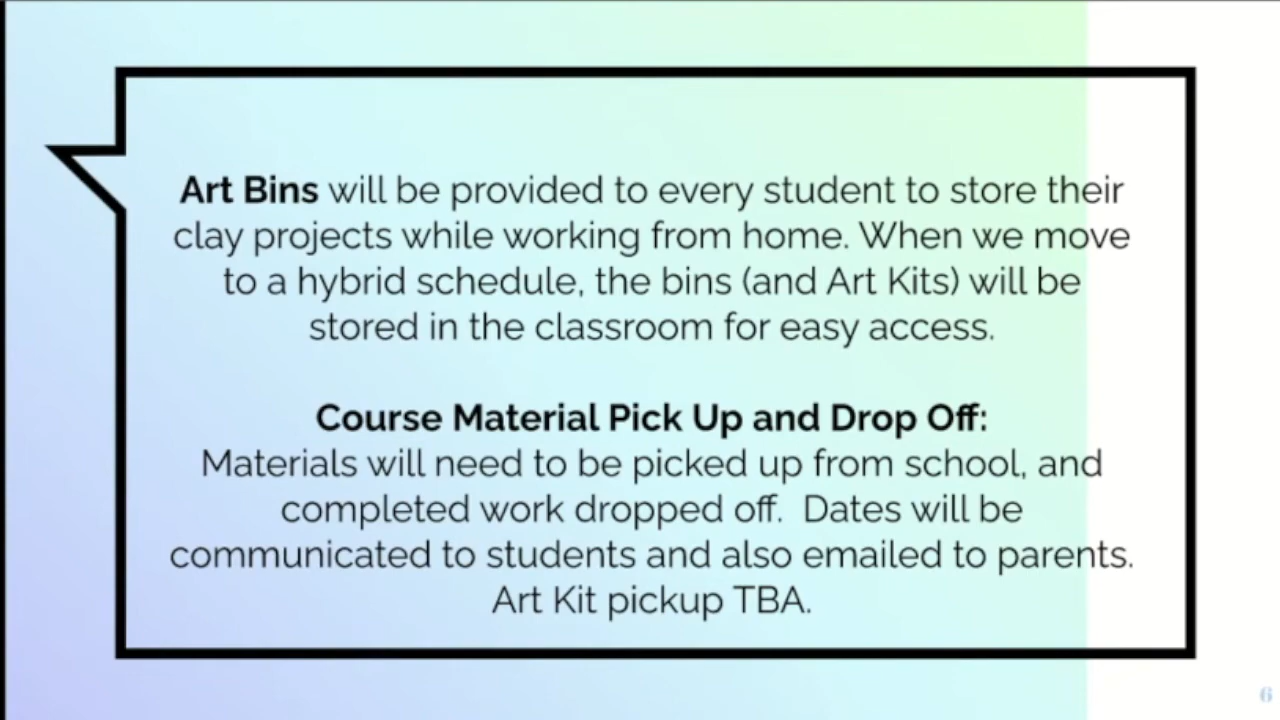 Art Bins will be provided to every student to store their
clay projects while working from home. When we move
to a hybrid schedule, the bins (and Art Kits) will be
stored in the classroom for easy access.
Course Material Pick Up and Drop Off:
Materials will need to be picked up from school, and
completed work dropped off.  Dates will be
communicated to students and also emailed to parents.
Art Kit pickup TBA.
6